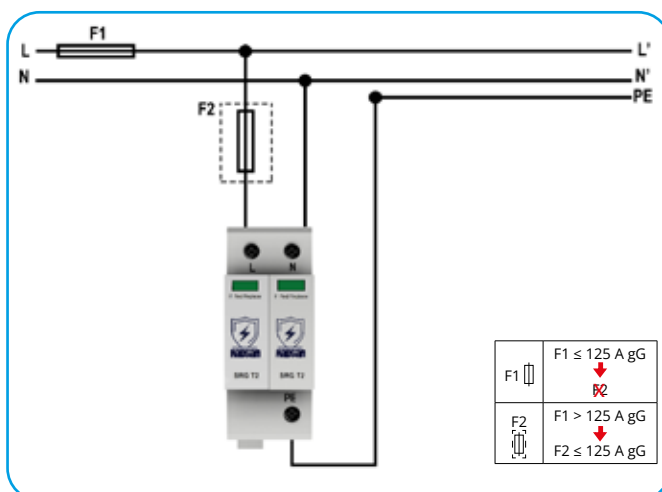 F1
L L'
N N'
PE
F2
L N
SRG T2 SRG T2
PE
F1 F1 ≤ 125 A gG
F2
F2 F1 > 125 A gG
F2 ≤ 125 A gG